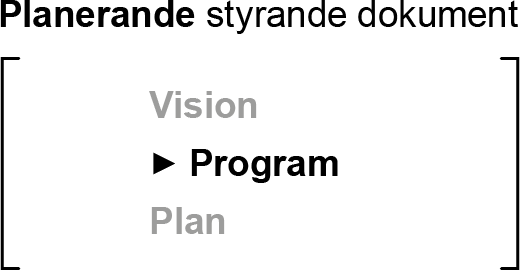 Planerande styrande dokument
Vision
► Program
Plan